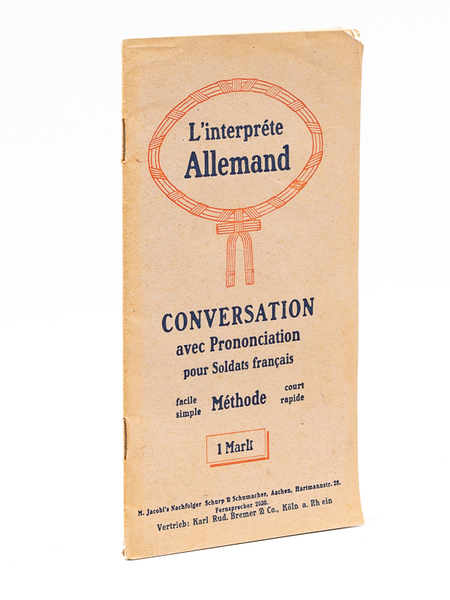 L'interpréte
Allemand
CONVERSATION
avec Prononciation
pour Soldats français
facile simple Méthode court rapide
1 Mark
M. Jacobi's Nachfolger Schurp & Schumacher, Aachen, Hartmannstr. 28.
Fernsprecher 2038.
Vertrieb: Karl Rud. Bremer & Co., Köln a. Rhein